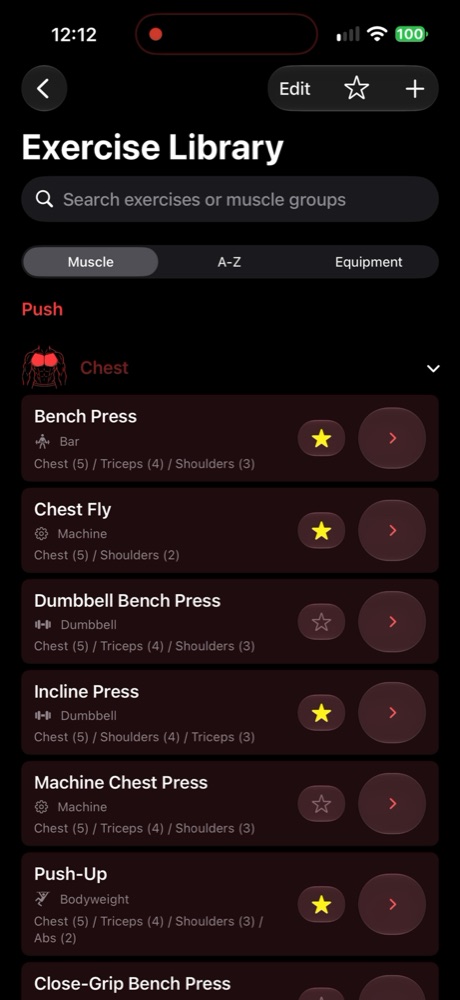 12:12
100
Edit
Exercise Library
Search exercises or muscle groups
Muscle
A-Z
Equipment
Push
Chest
Bench Press
Bar
Chest (5) / Triceps (4) / Shoulders (3)
Chest Fly
Machine
Chest (5) / Shoulders (2)
Dumbbell Bench Press
Dumbbell
Chest (5) / Triceps (4) / Shoulders (3)
Incline Press
Dumbbell
Chest (5) / Shoulders (4) / Triceps (3)
Machine Chest Press
Machine
Chest (5) / Triceps (4) / Shoulders (3)
Push-Up
Bodyweight
Chest (5) / Triceps (4) / Shoulders (3) /
Abs (2)
Close-Grip Bench Press